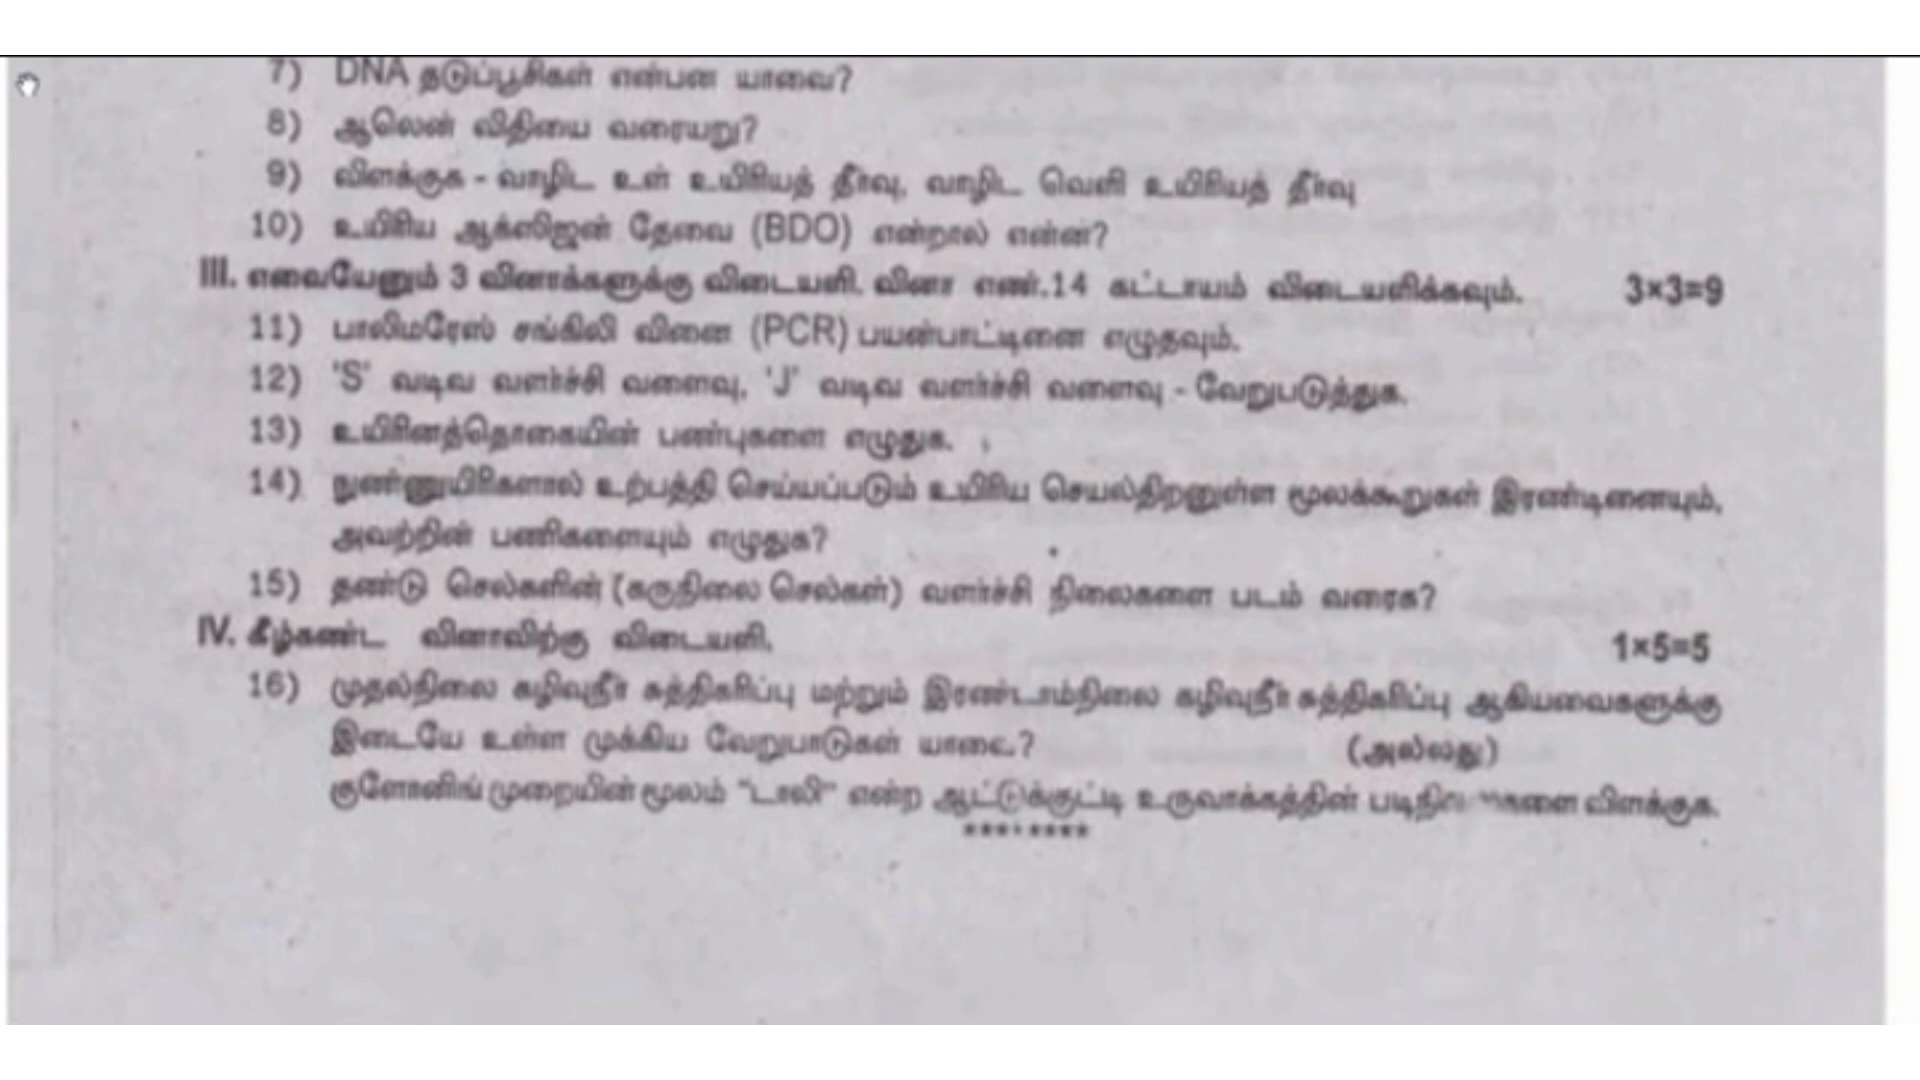 7) DNA தடுப்பூசிகள் என்பன யாவை?
8) ஆலென் விதியை வரையறு?
9) விளக்குக - வாழிட உள் உயிரியத் தீர்வு, வாழிட வெளி உயிரியத் தீர்வு
10) உயிரிய ஆக்ஸிஜன் தேவை (BDO) என்றால் என்ன?
III. எவையேனும் 3 வினாக்களுக்கு விடையளி. வினா எண்.14 கட்டாயம் விடையளிக்கவும். 3×3=9
11) பாலிமரேஸ் சங்கிலி வினை (PCR) பயன்பாட்டினை எழுதவும்.
12) 'S' வடிவ வளர்ச்சி வளைவு, 'J' வடிவ வளர்ச்சி வளைவு - வேறுபடுத்துக.
13) உயிரினத்தொகையின் பண்புகளை எழுதுக.
14) நுண்ணுயிரிகளால் உற்பத்தி செய்யப்படும் உயிரிய செயல்திறனுள்ள மூலக்கூறுகள் இரண்டினையும்,
அவற்றின் பணிகளையும் எழுதுக?
15) தண்டு செல்களின் (கருநிலை செல்கள்) வளர்ச்சி நிலைகளை படம் வரைக?
IV. கீழ்கண்ட வினாவிற்கு விடையளி. 1×5=5
16) முதல்நிலை கழிவுநீர் சுத்திகரிப்பு மற்றும் இரண்டாம்நிலை கழிவுநீர் சுத்திகரிப்பு ஆகியவைகளுக்கு
இடையே உள்ள முக்கிய வேறுபாடுகள் யாவை? (அல்லது)
குளோனிங் முறையின் மூலம் "டாலி" என்ற ஆட்டுக்குட்டி உருவாக்கத்தின் விளக்குக.
********